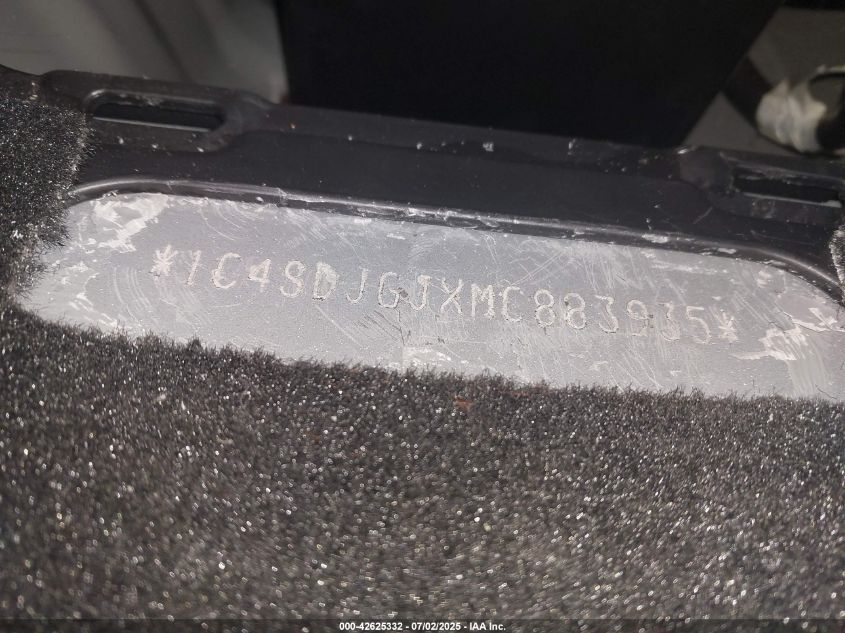 *1C4SDJGJXMC883935*
000-42625332 - 07/02/2025 - IAA Inc.